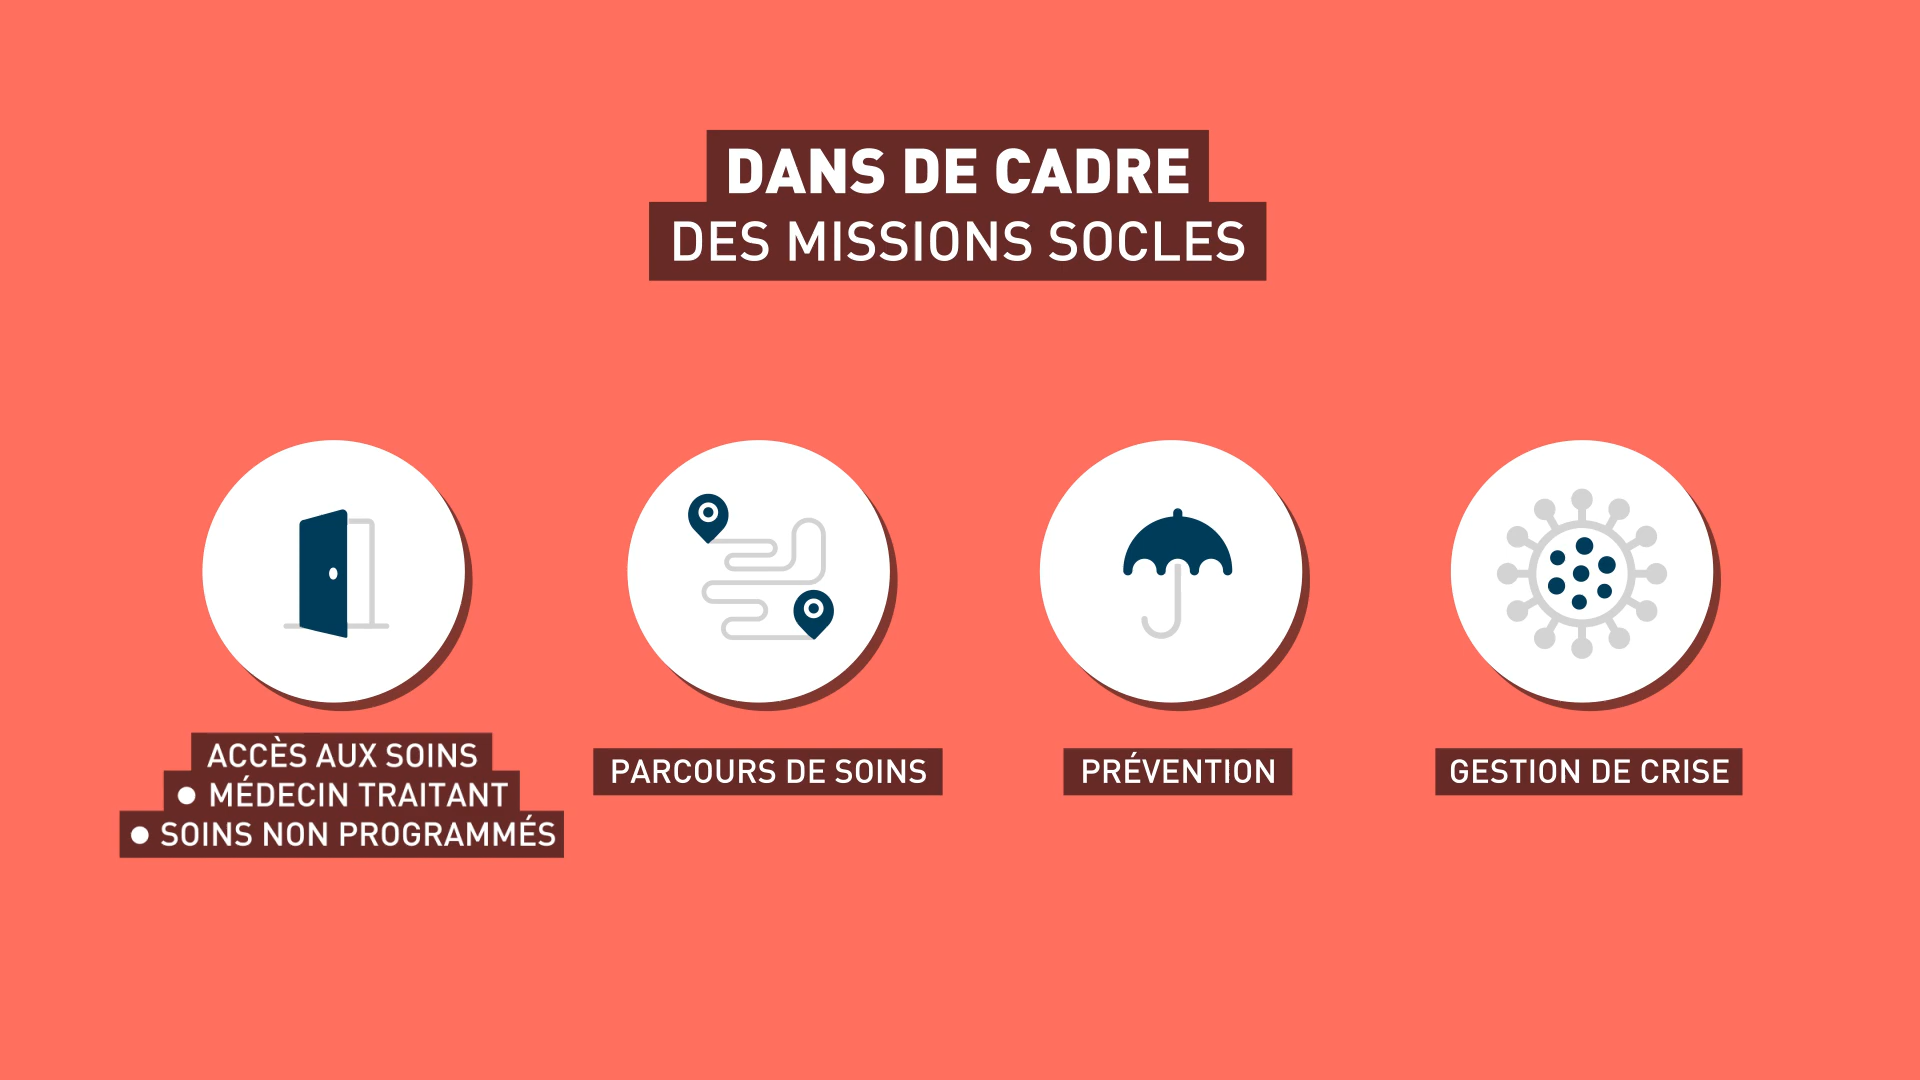 DANS DE CADRE
DES MISSIONS SOCLES
ACCÈS AUX SOINS
● MÉDECIN TRAITANT
● SOINS NON PROGRAMMÉS
PARCOURS DE SOINS
PRÉVENTION
GESTION DE CRISE